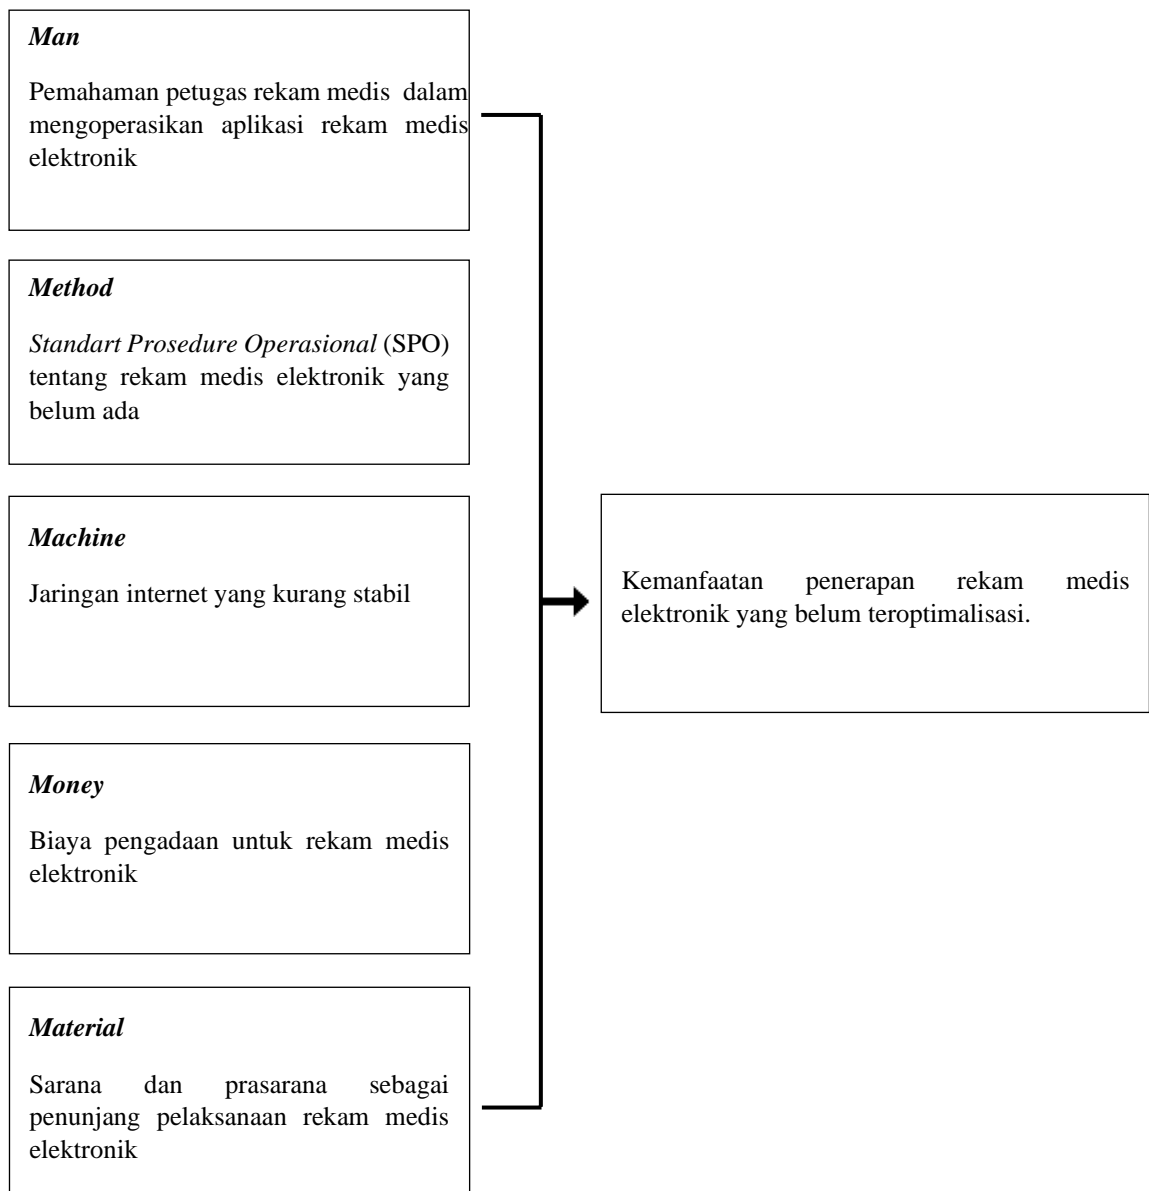 Man
Pemahaman petugas rekam medis dalam
mengoperasikan aplikasi rekam medis
elektronik
Method
Standart Prosedure Operasional (SPO)
tentang rekam medis elektronik yang
belum ada
Machine
Jaringan internet yang kurang stabil
Money
Biaya pengadaan untuk rekam medis
elektronik
Material
Sarana dan prasarana sebagai
penunjang pelaksanaan rekam medis
elektronik
Kemanfaatan penerapan rekam medis
elektronik yang belum teroptimalisasi.